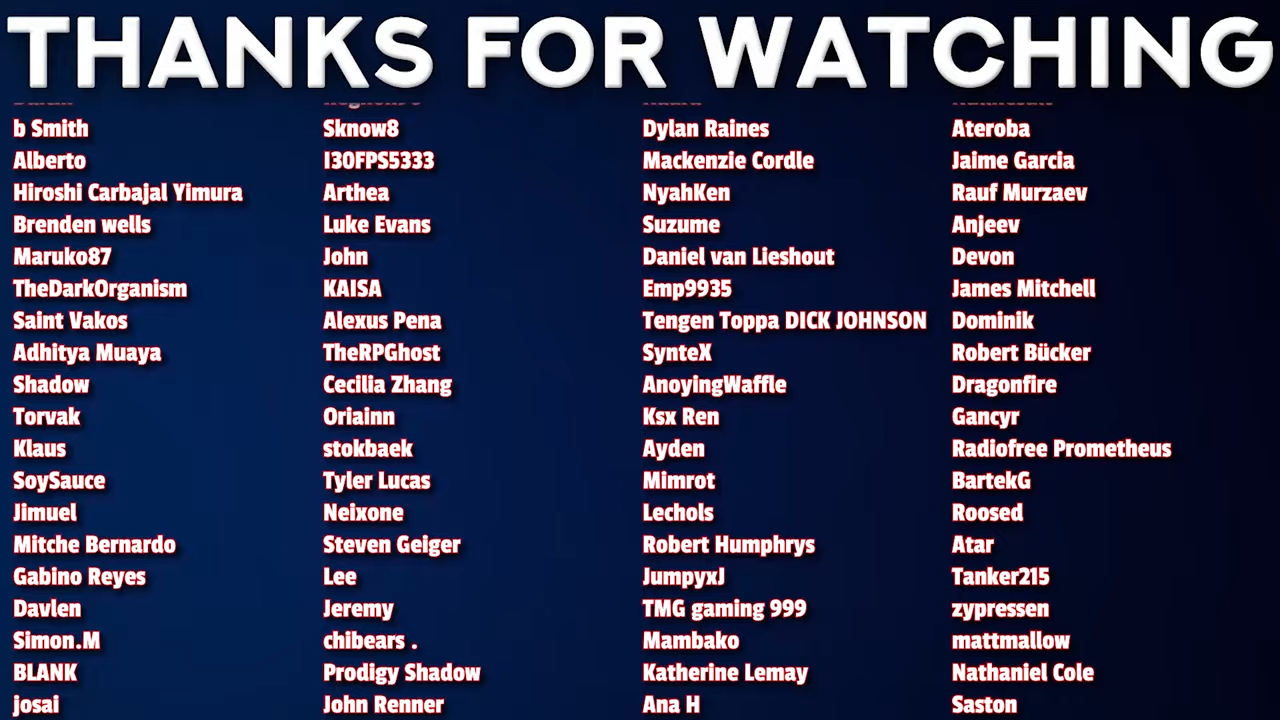 THANKS FOR WATCHING
b Smith
Alberto
Hiroshi Carbajal Yimura
Brenden wells
Maruko87
TheDarkOrganism
Saint Vakos
Adhitya Muaya
Shadow
Torvak
Klaus
SoySauce
Jimuel
Mitche Bernardo
Gabino Reyes
Davlen
Simon.M
BLANK
josai
Sknow8
I30FPS5333
Arthea
Luke Evans
John
KAISA
Alexus Pena
TheRPGhost
Cecilia Zhang
Oriainn
stokbaek
Tyler Lucas
Neixone
Steven Geiger
Lee
Jeremy
chibears .
Prodigy Shadow
John Renner
Dylan Raines
Mackenzie Cordle
NyahKen
Suzume
Daniel van Lieshout
Emp9935
Tengen Toppa DICK JOHNSON
SynteX
AnoyingWaffle
Ksx Ren
Ayden
Mimrot
Lechols
Robert Humphrys
JumpyxJ
TMG gaming 999
Mambako
Katherine Lemay
Ana H
Ateroba
Jaime Garcia
Rauf Murzaev
Anjeev
Devon
James Mitchell
Dominik
Robert Bücker
Dragonfire
Gancyr
Radiofree Prometheus
BartekG
Roosed
Atar
Tanker215
zypressen
mattmallow
Nathaniel Cole
Saston